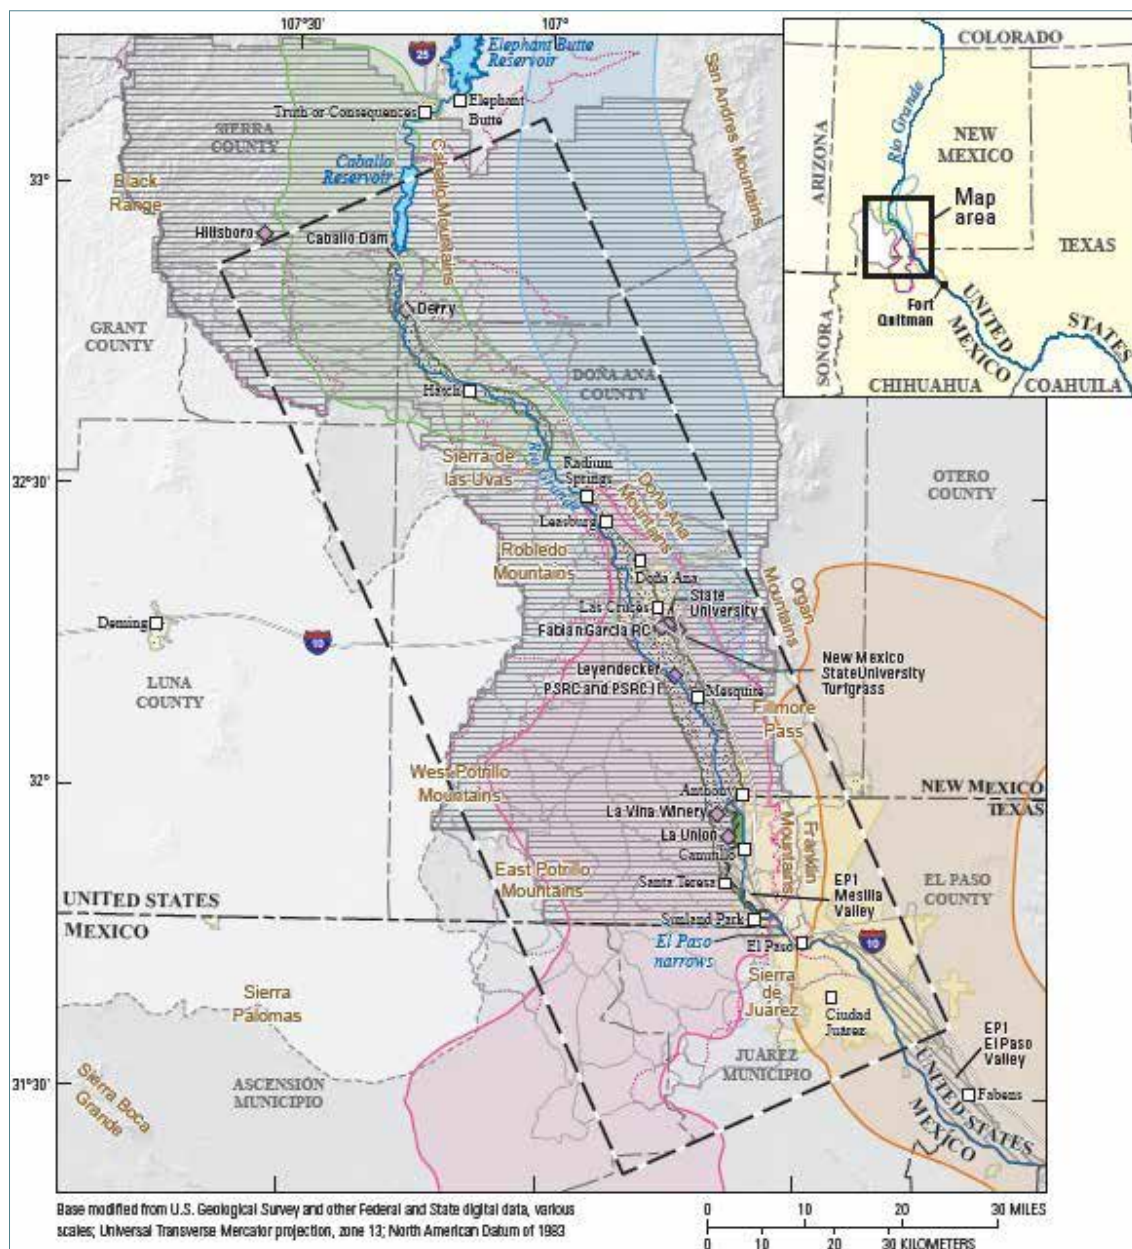 107°30'
107°
25
Elephant Butte
Reservoir
Truth or Consequences
Elephant
Butte
SIERRA
COUNTY
San Andres Mountains
Caballo
Reservoir
Caballo Mountains
33°
Black
Range
Hillsboro
Caballo Dam
Derry
GRANT
COUNTY
DOÑA ANA
COUNTY
Hatch
Sierra de
las Uvas
Rio Grande
Radium
Springs
32°30'
Doña Ana
Mountains
Leasburg
OTERO
COUNTY
Robledo
Mountains
Doña Ana
Organ
Mountains
Las Cruces
State
University
Deming
10
Fabian Garcia RC
New Mexico
State University
Turfgrass
Leyendecker
PSRC and PSRC II
Mesquite
LUNA
COUNTY
Fillmore
Pass
32°
West Potrillo
Mountains
Anthony
NEW MEXICO
TEXAS
La Vina Winery
La Union
Canutillo
Franklin
Mountains
East Potrillo
Mountains
Santa Teresa
EP1
Mesilla
Valley
EL PASO
COUNTY
UNITED STATES
MEXICO
Sunland Park
El Paso
narrows
El Paso
10
Sierra
de
Juárez
Sierra
Palomas
Ciudad
Juárez
EP1
El Paso
Valley
JUÁREZ
MUNICIPIO
31°30'
Sierra Boca
Grande
ASCENSIÓN
MUNICIPIO
Fabens
UNITED STATES
MEXICO
COLORADO
Rio Grande
ARIZONA
NEW
MEXICO
Map
area
TEXAS
Fort
Quitman
UNITED STATES
MEXICO
SONORA
CHIHUAHUA
COAHUILA
Base modified from U.S. Geological Survey and other Federal and State digital data, various
scales; Universal Transverse Mercator projection, zone 13; North American Datum of 1983
0 10 20 30 MILES
0 10 20 30 KILOMETERS